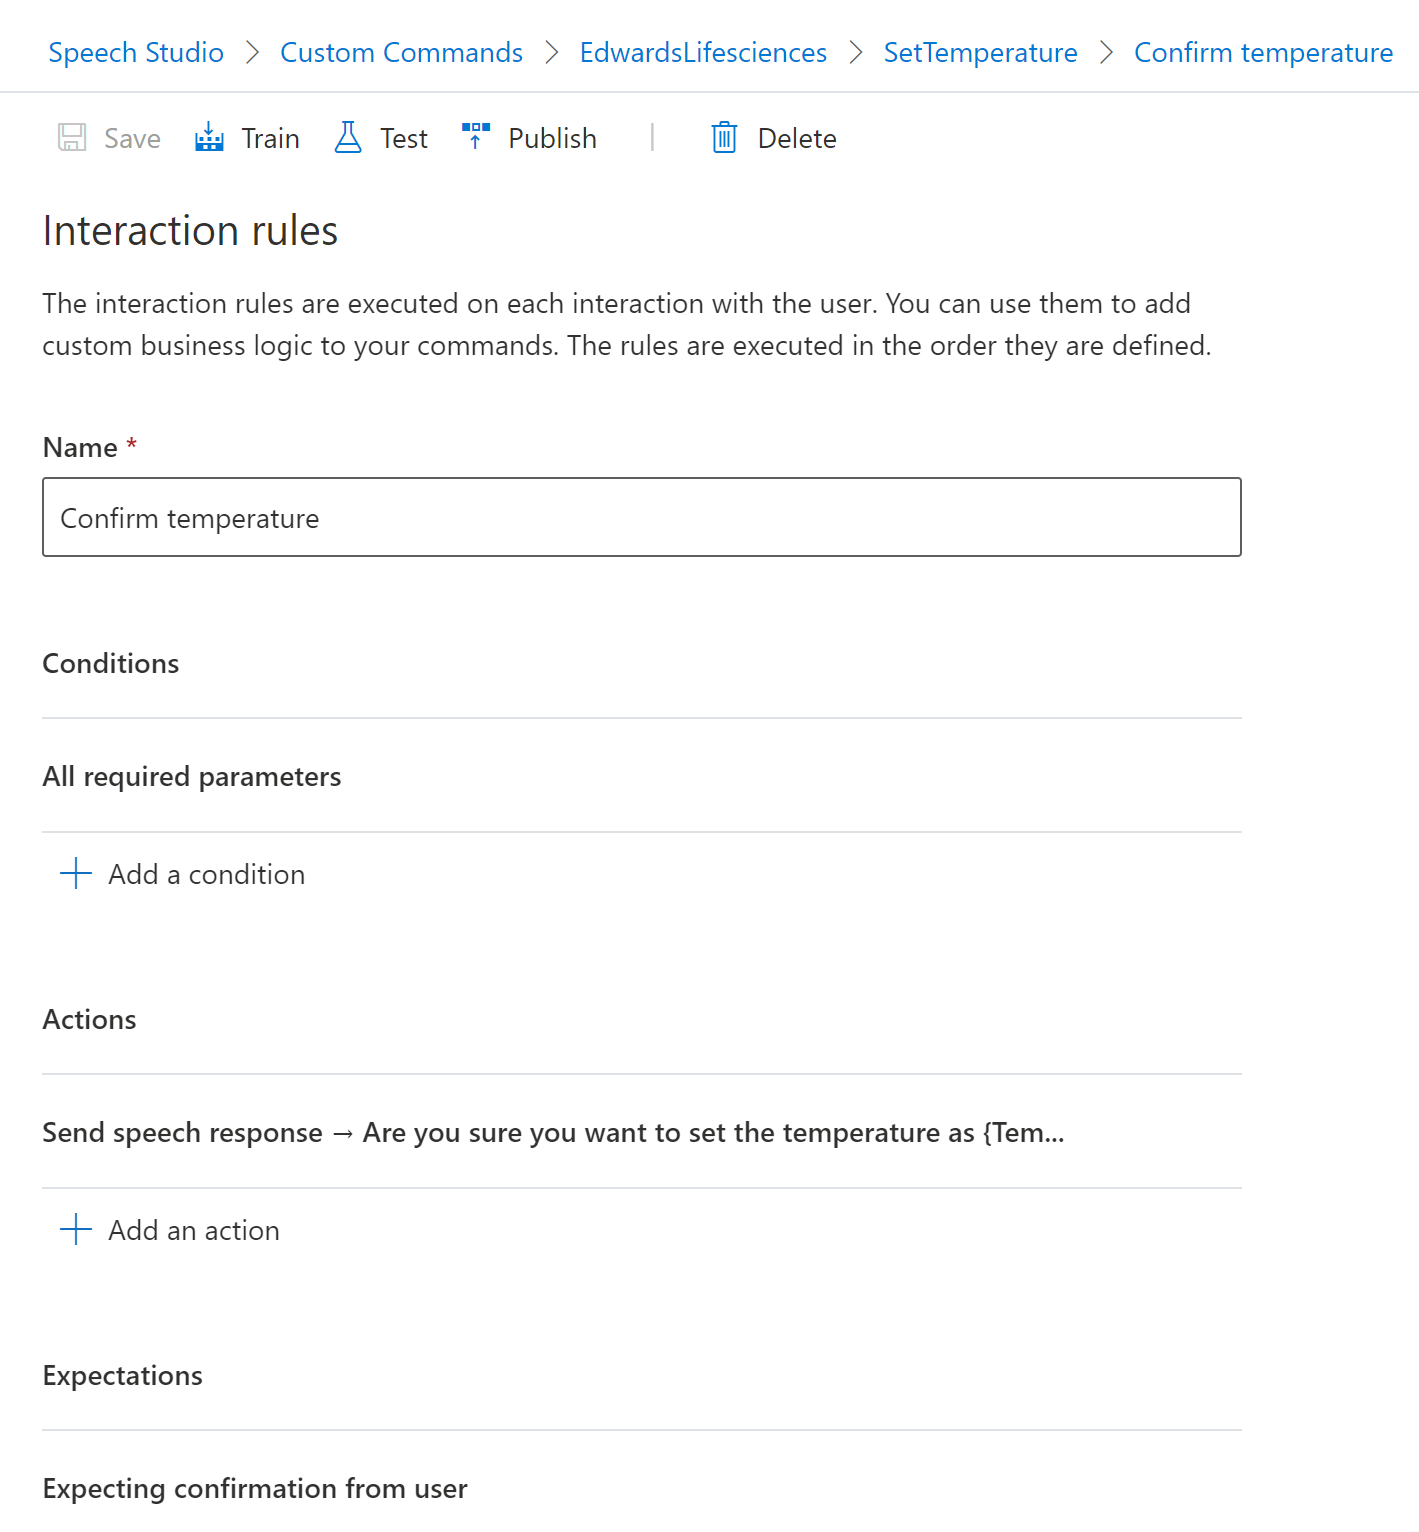 Speech Studio > Custom Commands > EdwardsLifesciences > SetTemperature > Confirm temperature
Save Train Test Publish | Delete
Interaction rules
The interaction rules are executed on each interaction with the user. You can use them to add
custom business logic to your commands. The rules are executed in the order they are defined.
Name *
Confirm temperature
Conditions
All required parameters
Add a condition
Actions
Send speech response → Are you sure you want to set the temperature as {Tem...
Add an action
Expectations
Expecting confirmation from user